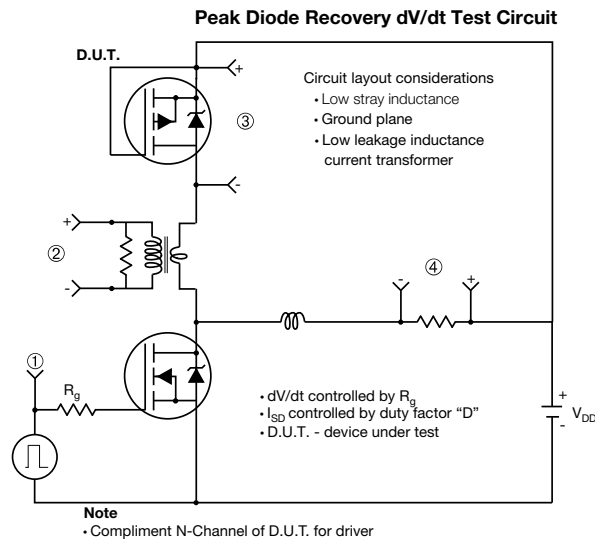 Peak Diode Recovery dV/dt Test Circuit
D.U.T.
+
Circuit layout considerations
• Low stray inductance
• Ground plane
• Low leakage inductance
current transformer
③
-
+
②
-
④
- +
①
Rg
• dV/dt controlled by Rg
• ISD controlled by duty factor “D”
• D.U.T. - device under test
+
VDD
-
Note
• Compliment N-Channel of D.U.T. for driver